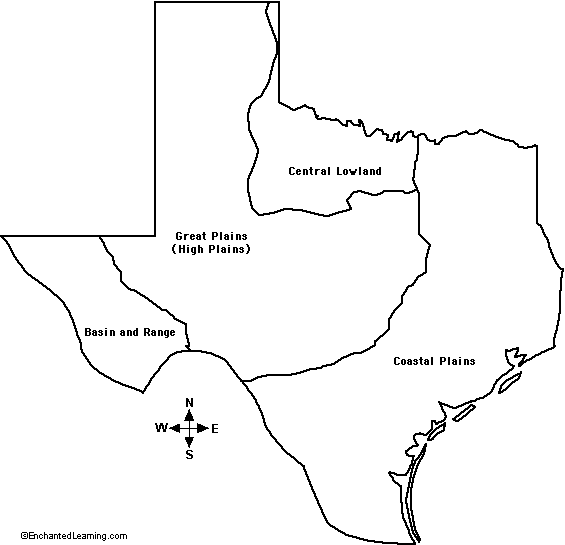 Central Lowland
Great Plains
(High Plains)
Basin and Range
Coastal Plains
N
W E
S
©EnchantedLearning.com